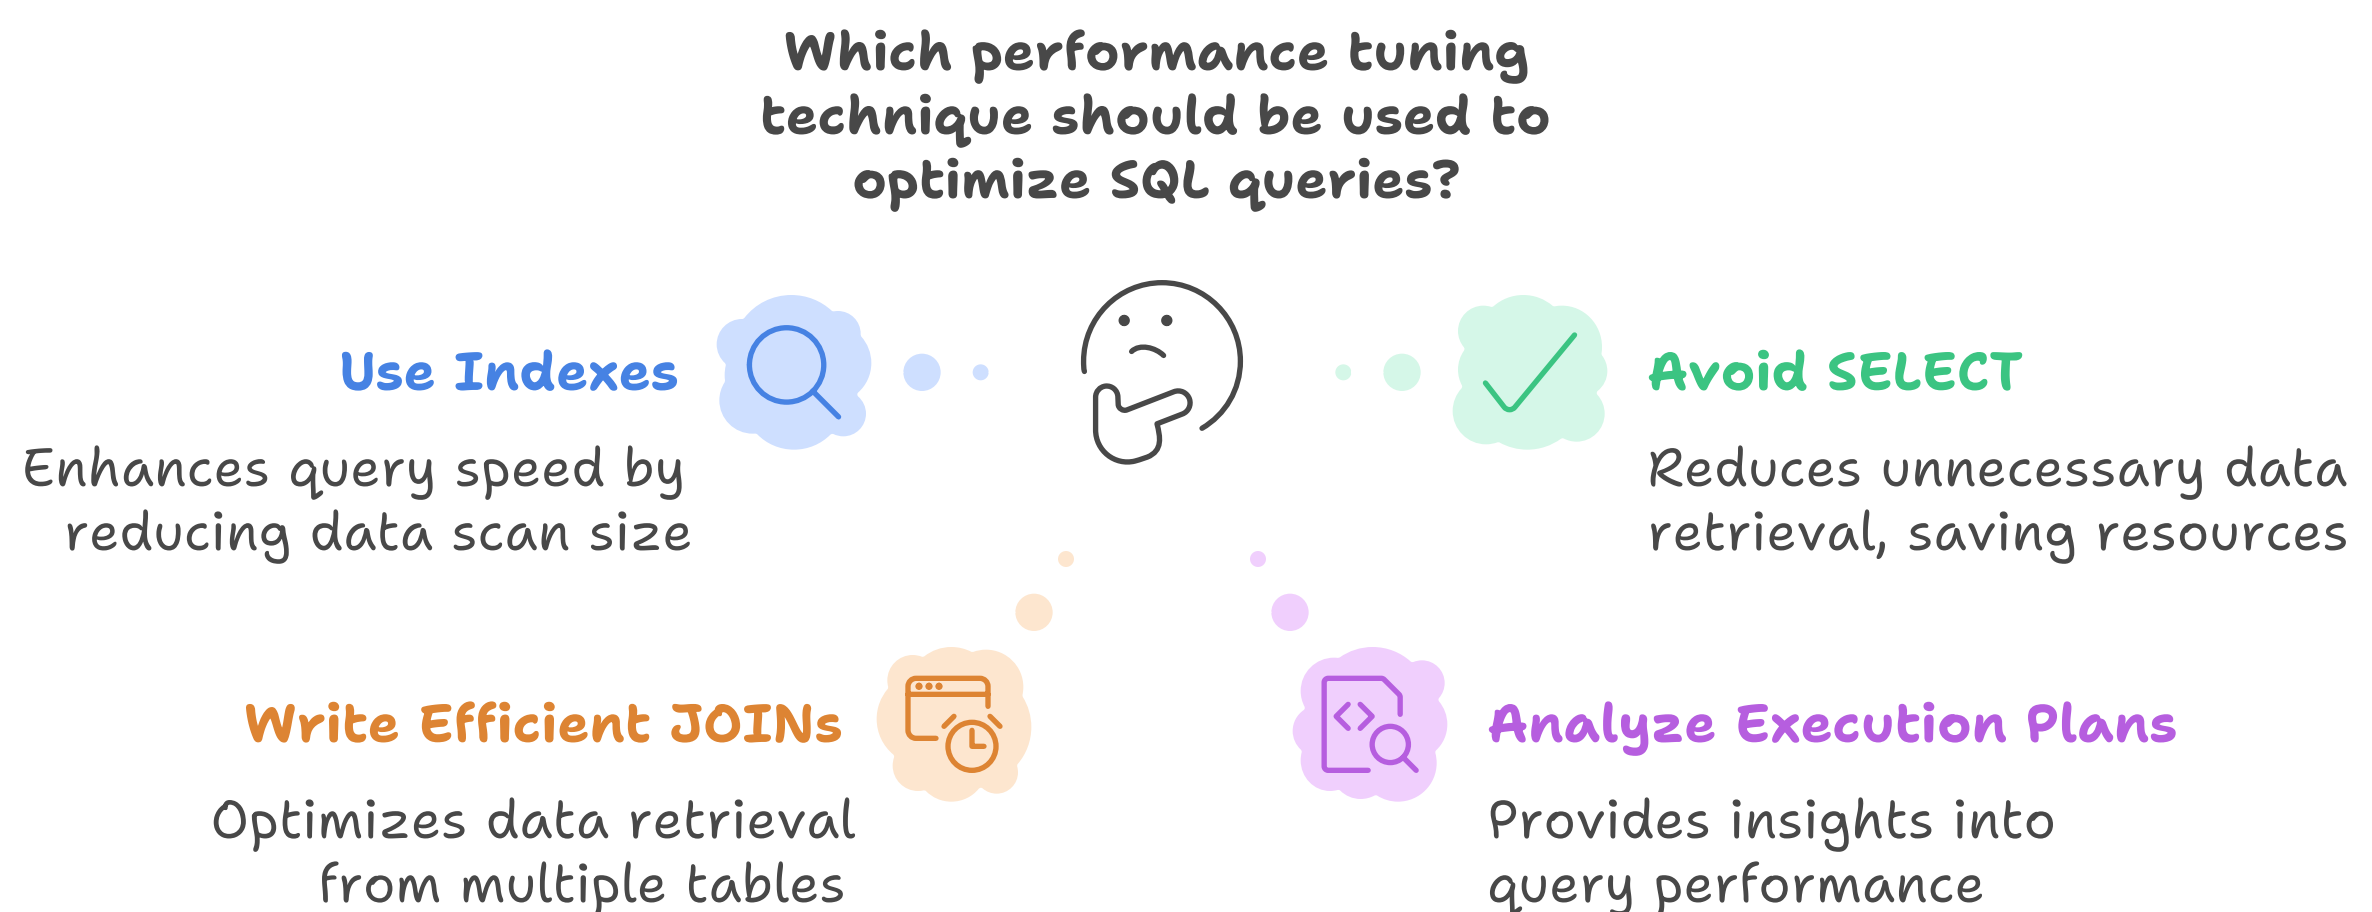 Which performance tuning
technique should be used to
optimize SQL queries?
Use Indexes
Enhances query speed by
reducing data scan size
Avoid SELECT
Reduces unnecessary data
retrieval, saving resources
Write Efficient JOINs
Optimizes data retrieval
from multiple tables
Analyze Execution Plans
Provides insights into
query performance